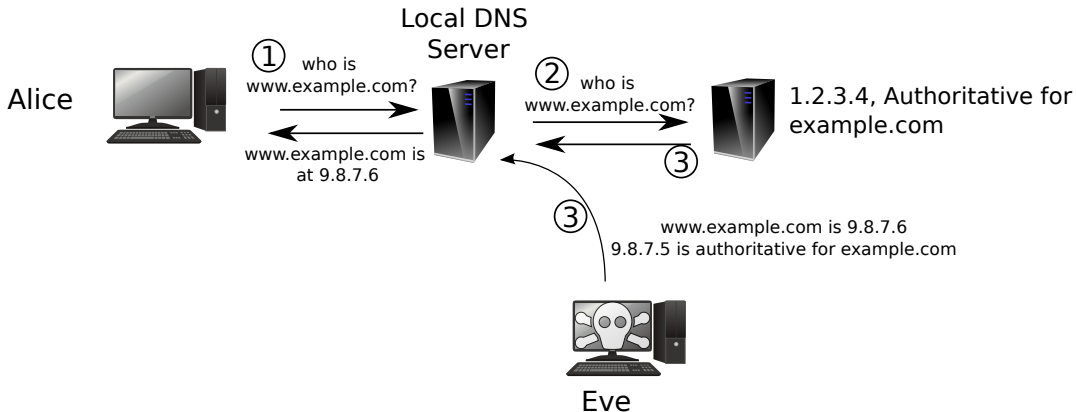 Local DNS
Server
Alice
1
who is
www.example.com?
www.example.com is
at 9.8.7.6
2
who is
www.example.com?
3
1.2.3.4, Authoritative for
example.com
3
www.example.com is 9.8.7.6
9.8.7.5 is authoritative for example.com
Eve